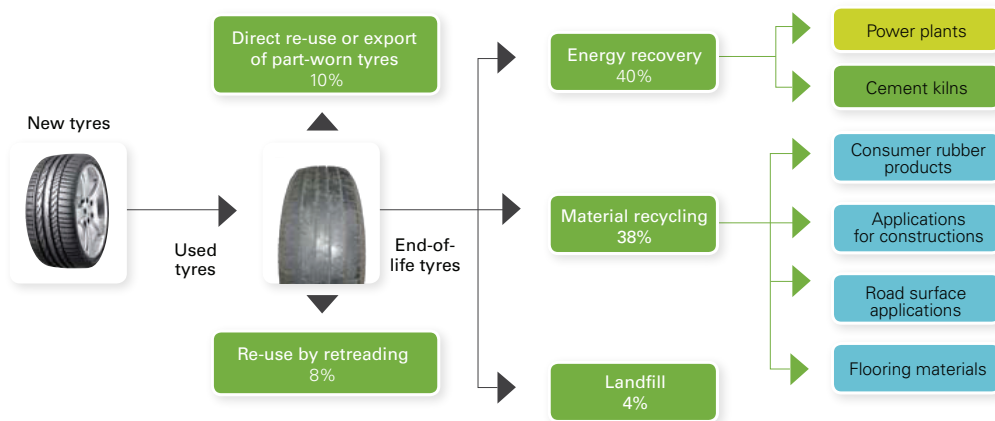 New tyres
Used
tyres
Direct re-use or export
of part-worn tyres
10%
Re-use by retreading
8%
End-of-
life tyres
Energy recovery
40%
Material recycling
38%
Landfill
4%
Power plants
Cement kilns
Consumer rubber
products
Applications
for constructions
Road surface
applications
Flooring materials